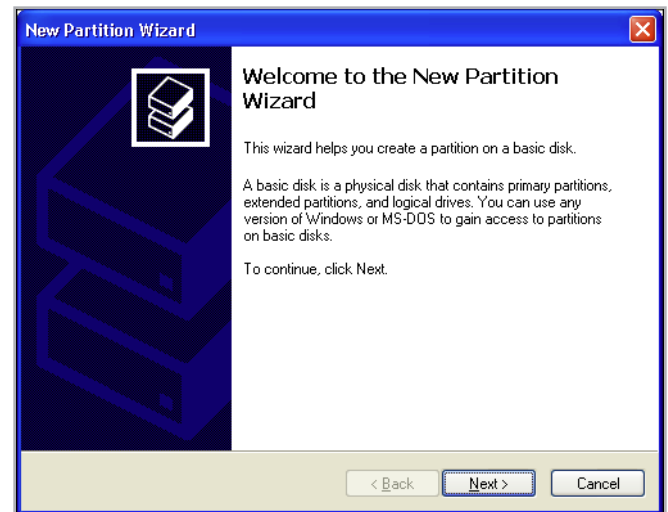 New Partition Wizard
Welcome to the New Partition
Wizard
This wizard helps you create a partition on a basic disk.
A basic disk is a physical disk that contains primary partitions,
extended partitions, and logical drives. You can use any
version of Windows or MS-DOS to gain access to partitions
on basic disks.
To continue, click Next.
< Back Next > Cancel